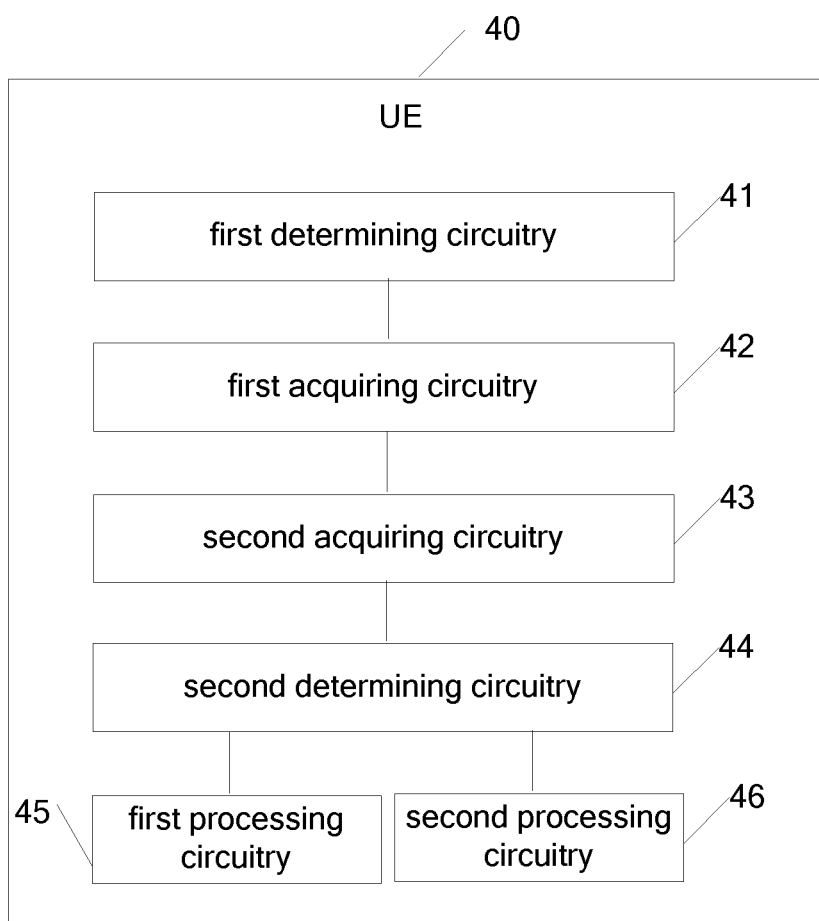 40
UE
41
first determining circuitry
42
first acquiring circuitry
43
second acquiring circuitry
44
second determining circuitry
45
first processing
circuitry
second processing
circuitry
46